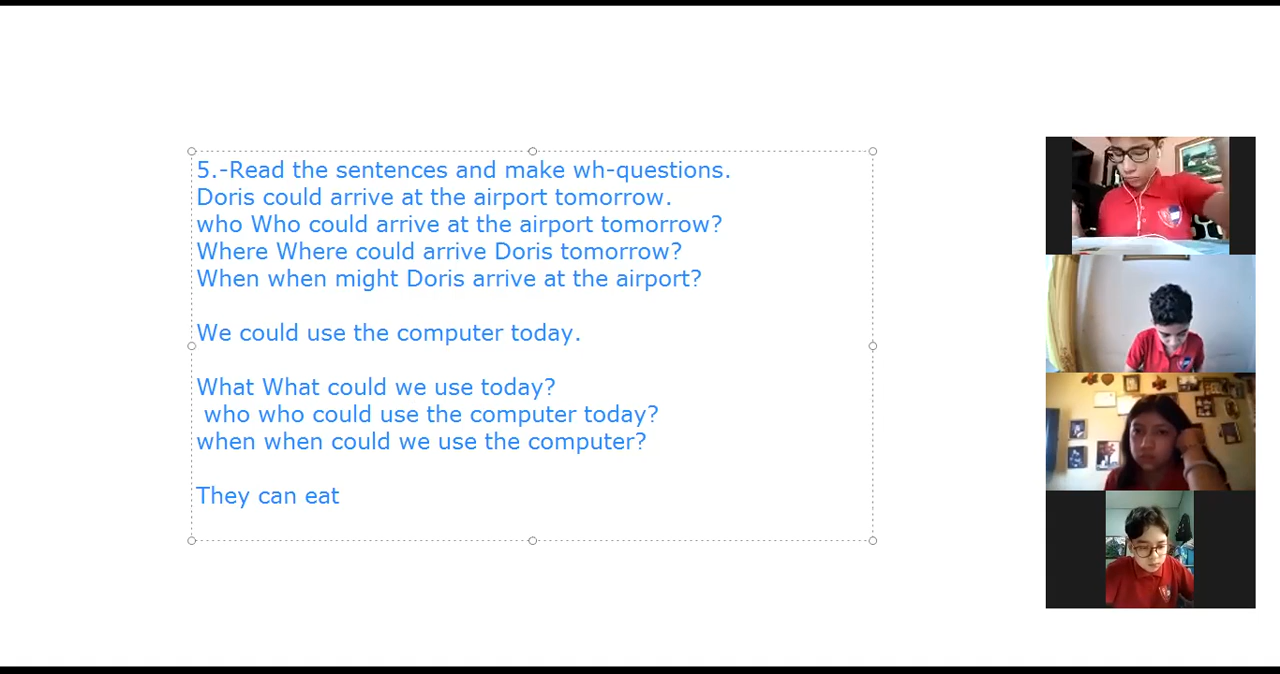 5.-Read the sentences and make wh-questions.
Doris could arrive at the airport tomorrow.
who Who could arrive at the airport tomorrow?
Where Where could arrive Doris tomorrow?
When when might Doris arrive at the airport?
We could use the computer today.
What What could we use today?
who who could use the computer today?
when when could we use the computer?
They can eat